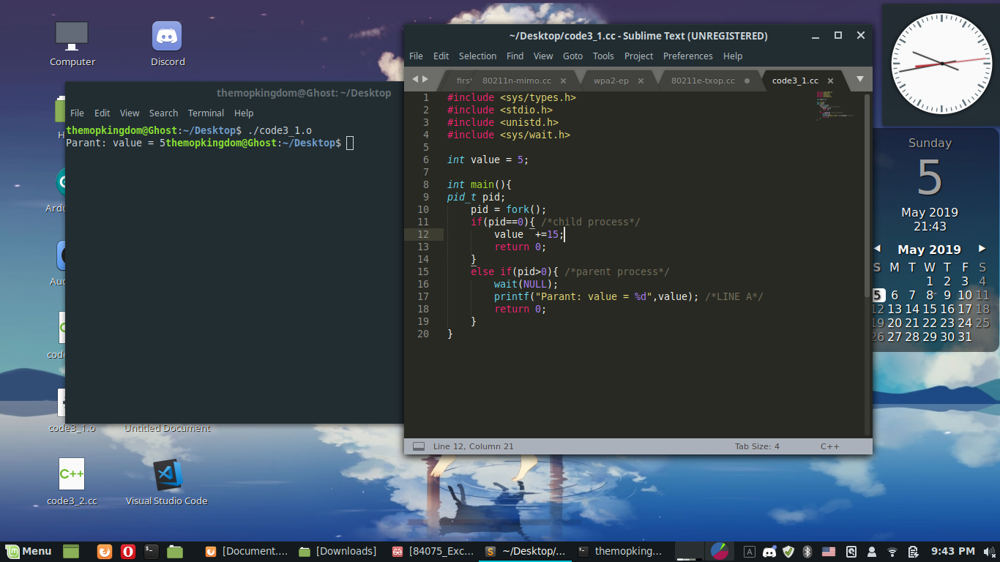 Computer
Discord
Ardu
code3_1.o
Untitled Document
C++
code3_2.cc
Visual Studio Code
themopkingdom@Ghost: ~/Desktop
File Edit View Search Terminal Help
themopkingdom@Ghost:~/Desktop$ ./code3_1.o
Parant: value = 5themopkingdom@Ghost:~/Desktop$
~/Desktop/code3_1.cc - Sublime Text (UNREGISTERED)
File Edit Selection Find View Goto Tools Project Preferences Help
80211n-mimo.cc × wpa2-ep × 80211e-txop.cc code3_1.cc ×
1 #include <sys/types.h>
2 #include <stdio.h>
3 #include <unistd.h>
4 #include <sys/wait.h>
5
6 int value = 5;
7
8 int main(){
9 pid_t pid;
10 pid = fork();
11 if(pid==0){ /*child process*/
12 value  +=15;
13 return 0;
14 }
15 else if(pid>0){ /*parent process*/
16 wait(NULL);
17 printf("Parant: value = %d",value); /*LINE A*/
18 return 0;
19 }
20 }
Line 12, Column 21 Tab Size: 4 C++
Sunday
5
May 2019
21:43
May 2019
S M T W T F S
1 2 3 4
5 6 7 8 9 10 11
12 13 14 15 16 17 18
19 20 21 22 23 24 25
26 27 28 29 30 31
Menu [Document.... [Downloads] [84075_Exc... ~/Desktop/... themopking... A 9:43 PM